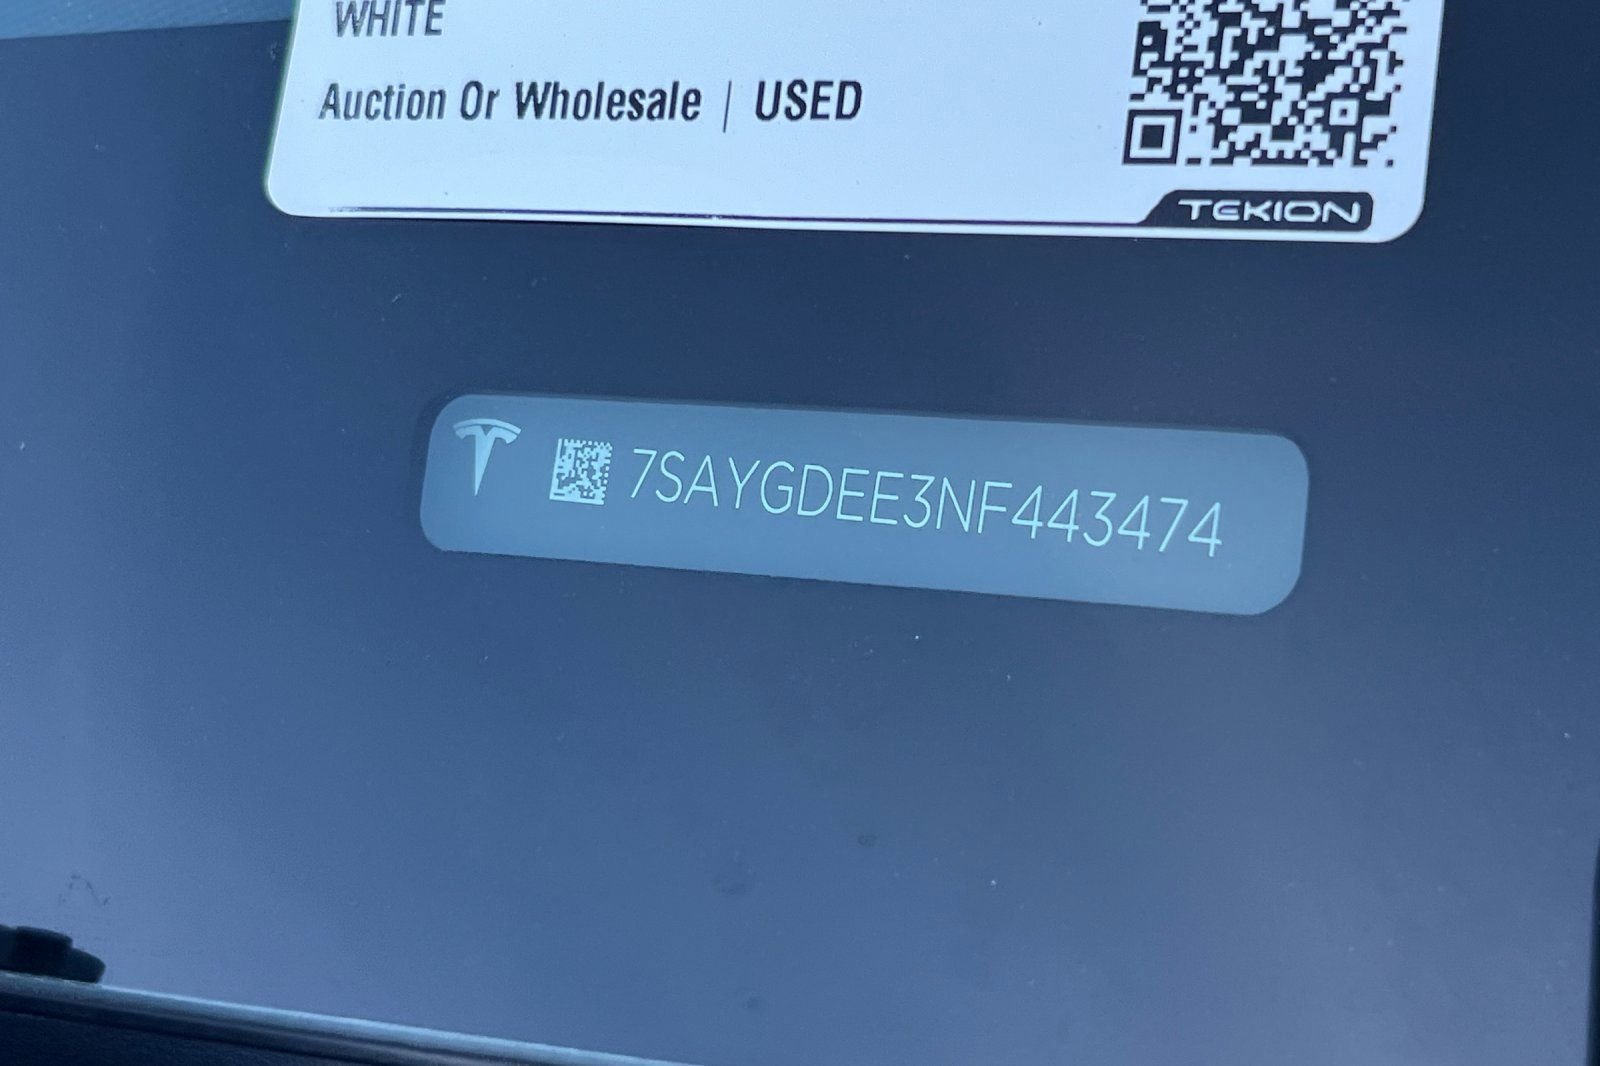 WHITE
Auction Or Wholesale | USED
TEKION
7SAYGDEE3NF443474